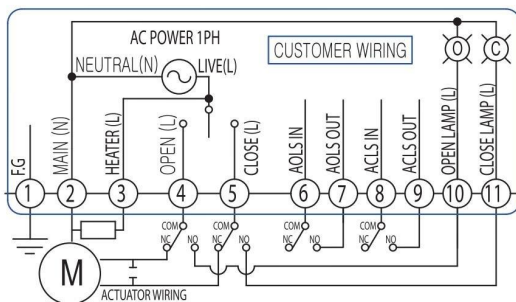 AC POWER 1PH
CUSTOMER WIRING
O
C
NEUTRAL(N)
LIVE(L)
F.G
MAIN (N)
HEATER (L)
OPEN (L)
CLOSE (L)
AOLS IN
AOLS OUT
ACLS IN
ACLS OUT
OPEN LAMP (L)
CLOSE LAMP (L)
1
2
3
4
5
6
7
8
9
10
11
COM
NC
NO
COM
NC
NO
COM
NC
NO
COM
NC
NO
M
ACTUATOR WIRING